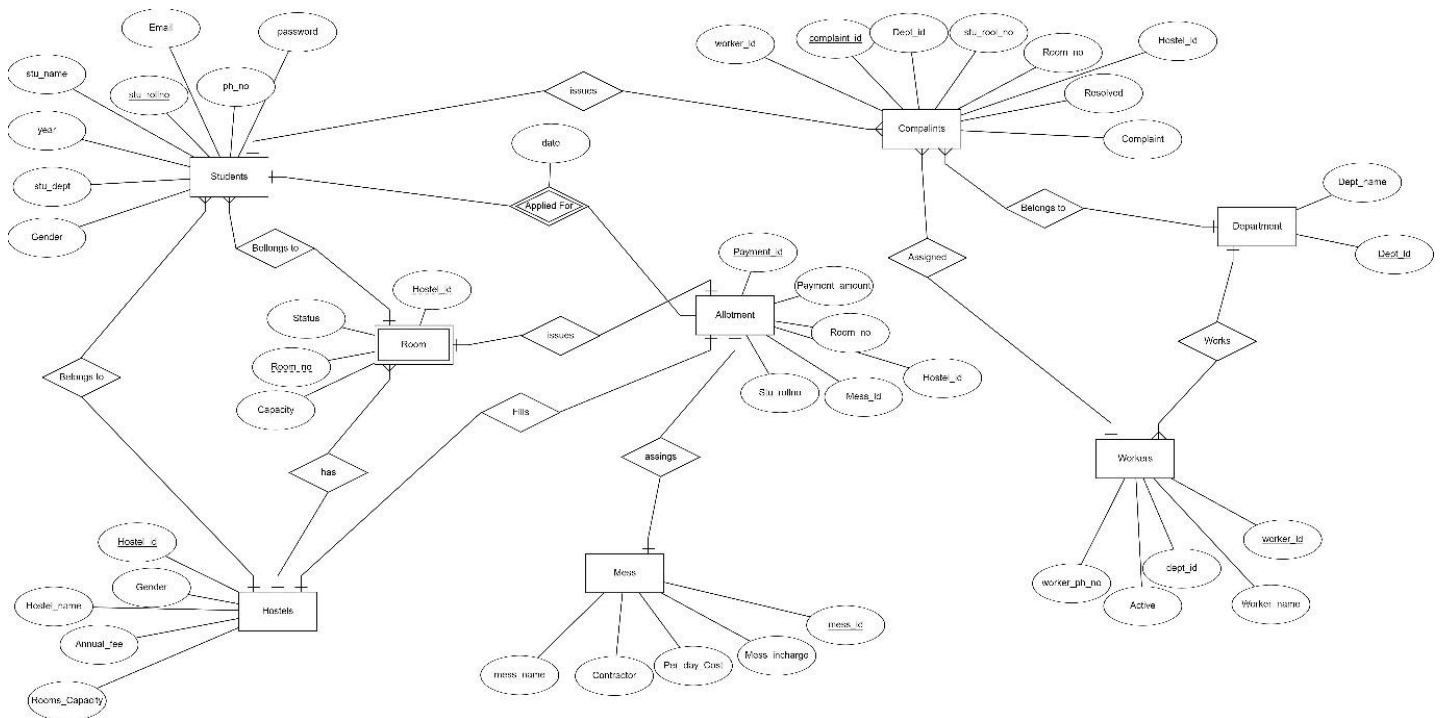 Email
password
stu_name
stu_rollno
ph_no
year
Students
stu_dept
Gender
issues
date
Applied For
worker_id
complaint_id
Dept_id
stu_rool_no
Room_no
Hostel_id
Resolved
Compalints
Complaint
Belongs to
Dept_name
Department
Dept_Id
Assigned
Works
Bellongs to
Hostel_id
Status
Room
Room_no
Capacity
issues
Payment_id
Payment_amount
Allotment
Room_no
Hostel_id
Stu_rollno
Mess_Id
Belongs to
Fills
has
assings
Workers
worker_id
dept_id
worker_ph_no
Active
Worker_name
Hostel_id
Gender
Hostel_name
Hostels
Annual_fee
Rooms_Capacity
Mess
mess_id
Mess_incharge
Per_day_Cost
Contractor
mess_name